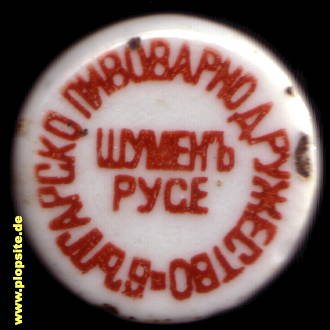 БЪЛГАРСКО ПИВОВАРНО ДРУЖЕСТВО
ШУМЕНЪ
РУСЕ
www.plopsite.de